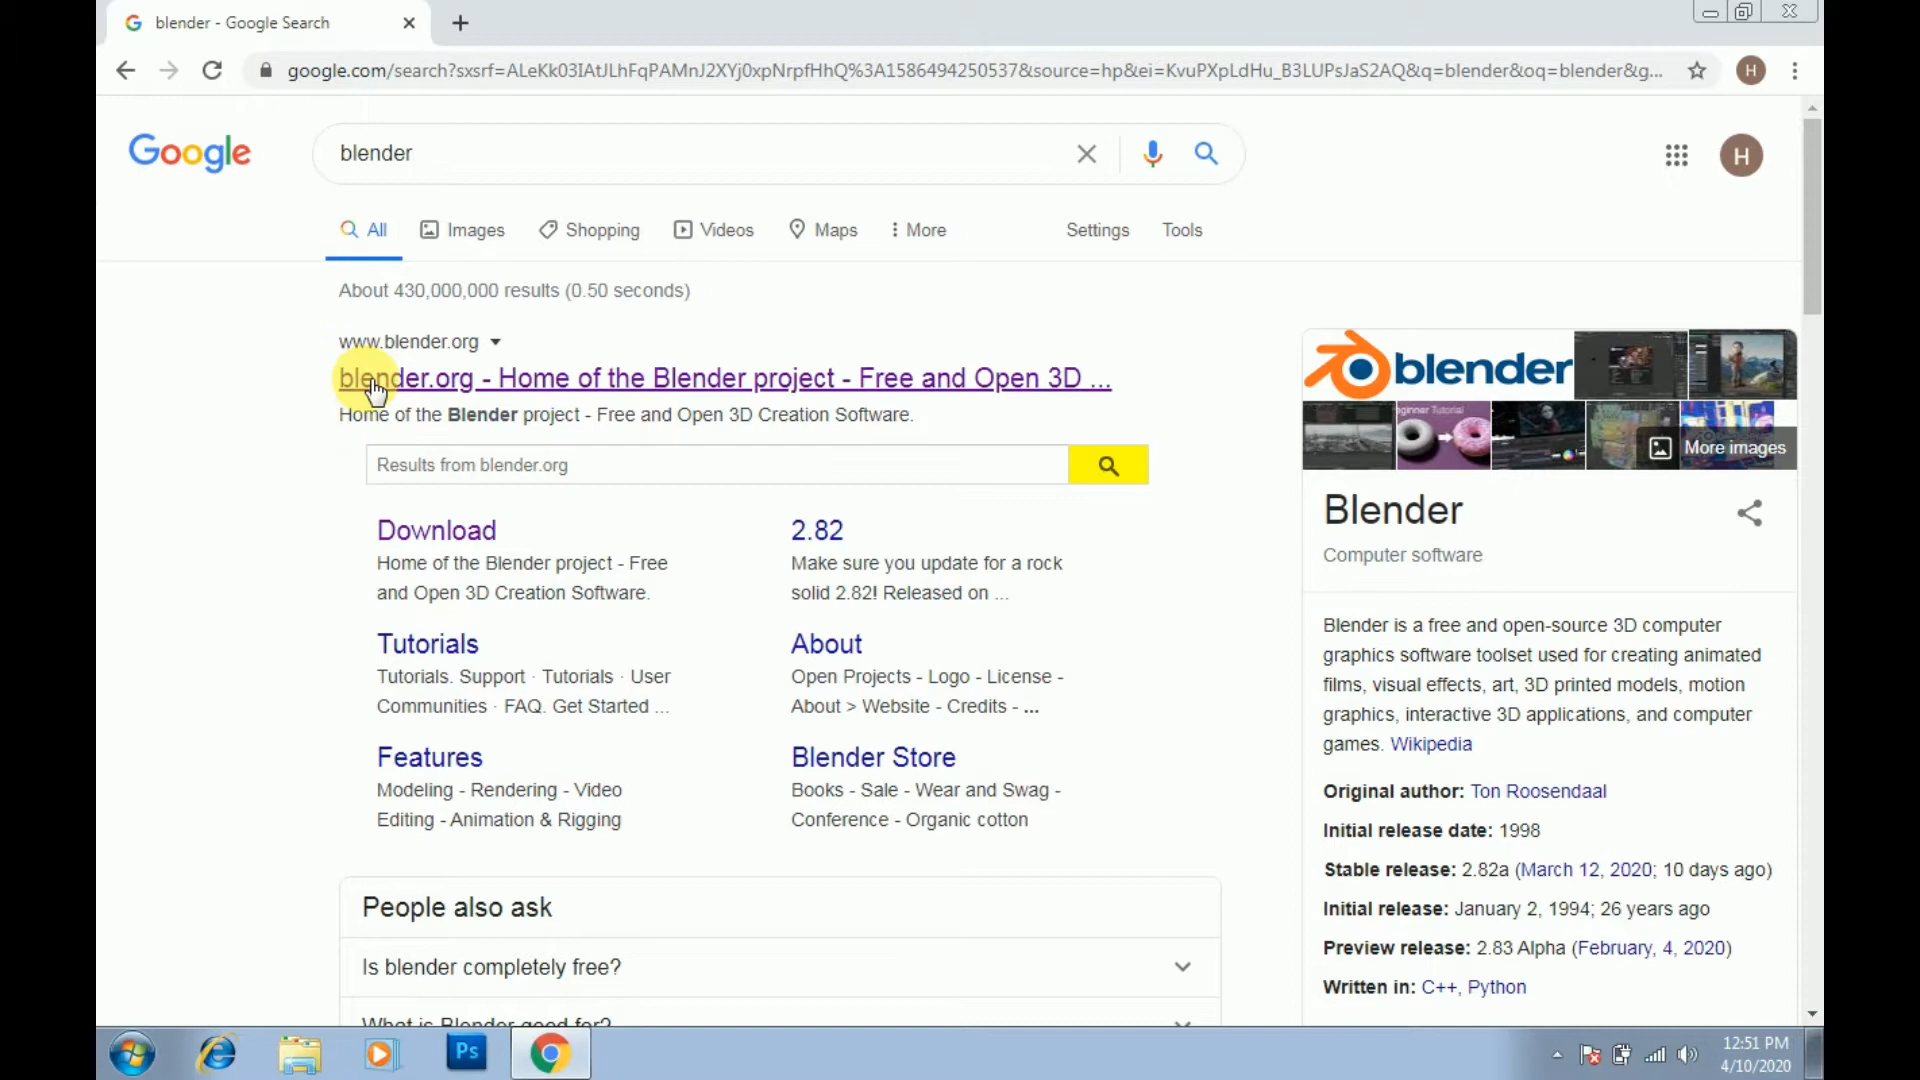 blender - Google Search
google.com/search?sxsrf=ALeKk03IAtJLhFqPAMnJ2XYj0xpNrpfHhQ%3A1586494250537&source=hp&ei=KvuPXpLdHu_B3LUPsJaS2AQ&q=blender&oq=blender&g...
H
Google
blender
H
All
Images
Shopping
Videos
Maps
More
Settings
Tools
About 430,000,000 results (0.50 seconds)
www.blender.org
blender.org - Home of the Blender project - Free and Open 3D ...
Home of the Blender project - Free and Open 3D Creation Software.
Results from blender.org
Download
Home of the Blender project - Free
and Open 3D Creation Software.
2.82
Make sure you update for a rock
solid 2.82! Released on ...
Tutorials
Tutorials. Support · Tutorials · User
Communities · FAQ. Get Started ...
About
Open Projects - Logo - License -
About > Website - Credits - ...
Features
Modeling - Rendering - Video
Editing - Animation & Rigging
Blender Store
Books - Sale - Wear and Swag -
Conference - Organic cotton
People also ask
Is blender completely free?
What is Blender good for?
blender
ginner Tutorial
More images
Blender
Computer software
Blender is a free and open-source 3D computer
graphics software toolset used for creating animated
films, visual effects, art, 3D printed models, motion
graphics, interactive 3D applications, and computer
games. Wikipedia
Original author: Ton Roosendaal
Initial release date: 1998
Stable release: 2.82a (March 12, 2020; 10 days ago)
Initial release: January 2, 1994; 26 years ago
Preview release: 2.83 Alpha (February, 4, 2020)
Written in: C++, Python
Ps
12:51 PM
4/10/2020